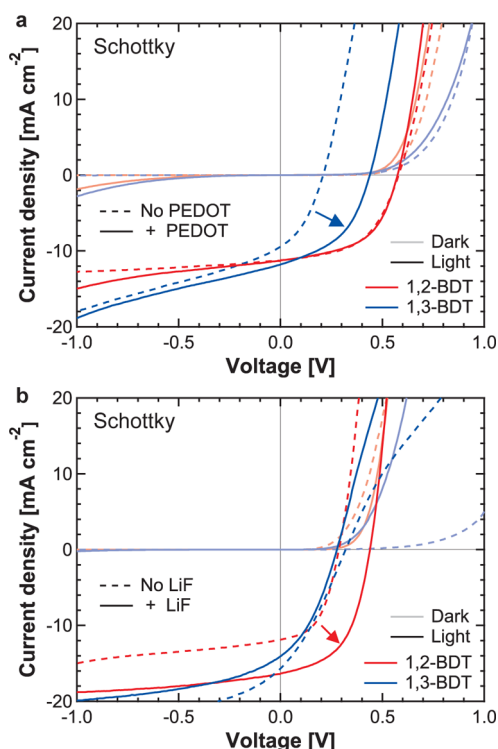 a
Schottky
20
10
0
-10
-20
Current density [mA cm-2]
No PEDOT
+ PEDOT
Dark
Light
1,2-BDT
1,3-BDT
-1.0 -0.5 0.0 0.5 1.0
Voltage [V]
b
Schottky
20
10
0
-10
-20
Current density [mA cm-2]
No LiF
+ LiF
Dark
Light
1,2-BDT
1,3-BDT
-1.0 -0.5 0.0 0.5 1.0
Voltage [V]